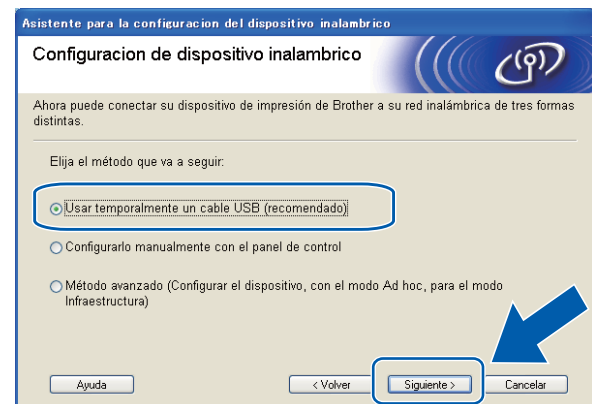 Asistente para la configuracion del dispositivo inalambrico
Configuracion de dispositivo inalambrico
Ahora puede conectar su dispositivo de impresión de Brother a su red inalámbrica de tres formas
distintas.
Elija el método que va a seguir:
Usar temporalmente un cable USB (recomendado)
Configurarlo manualmente con el panel de control
Método avanzado (Configurar el dispositivo, con el modo Ad hoc, para el modo
Infraestructura)
Ayuda < Volver Siguiente > Cancelar